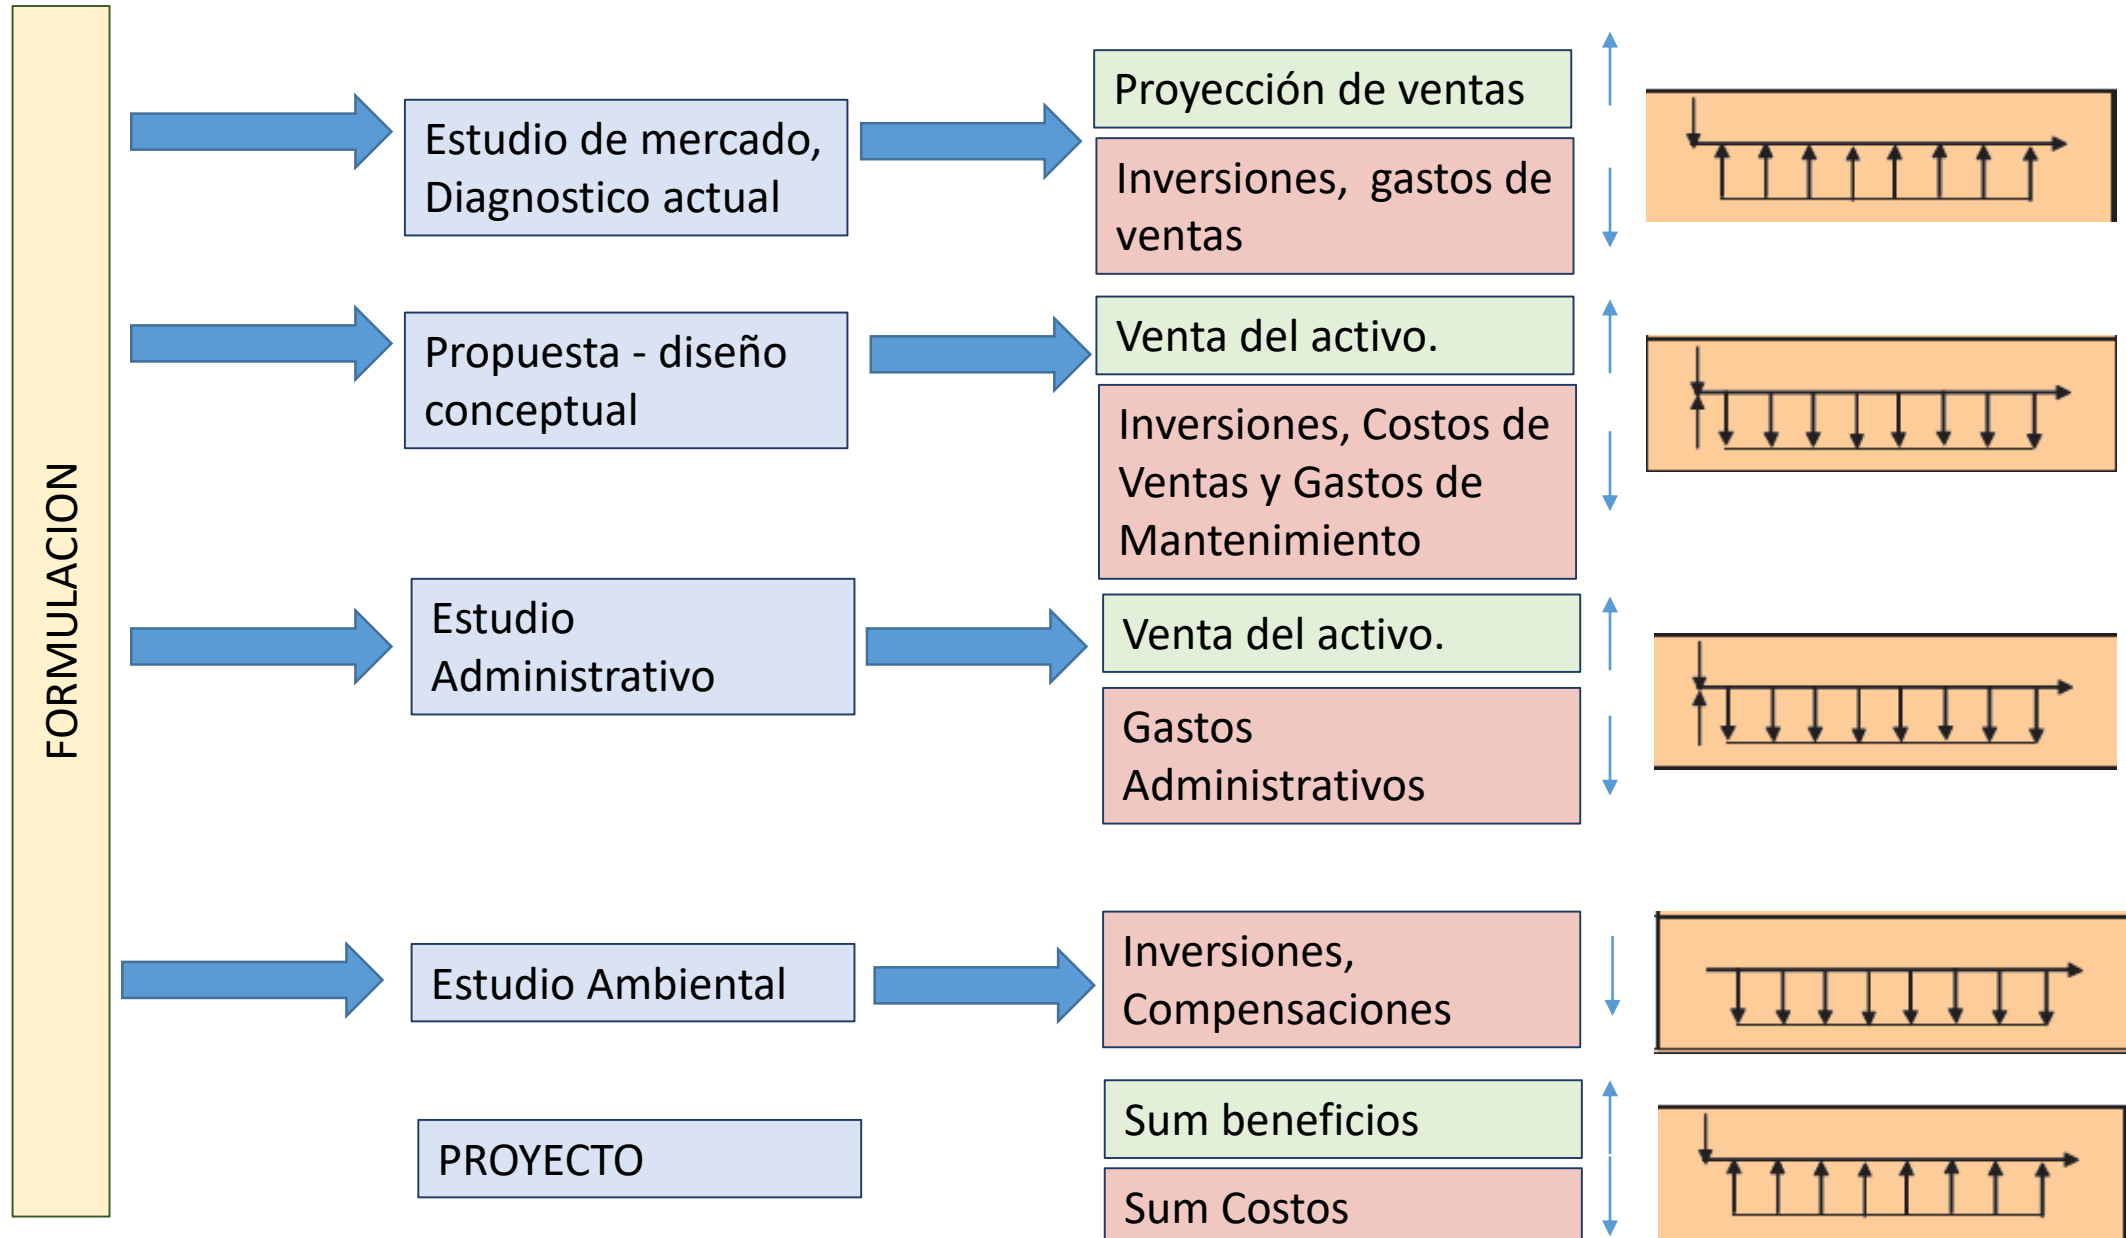 FORMULACION
Estudio de mercado,
Diagnostico actual
Proyección de ventas
Inversiones, gastos de
ventas
Propuesta - diseño
conceptual
Venta del activo.
Inversiones, Costos de
Ventas y Gastos de
Mantenimiento
Estudio
Administrativo
Venta del activo.
Gastos
Administrativos
Estudio Ambiental
Inversiones,
Compensaciones
PROYECTO
Sum beneficios
Sum Costos